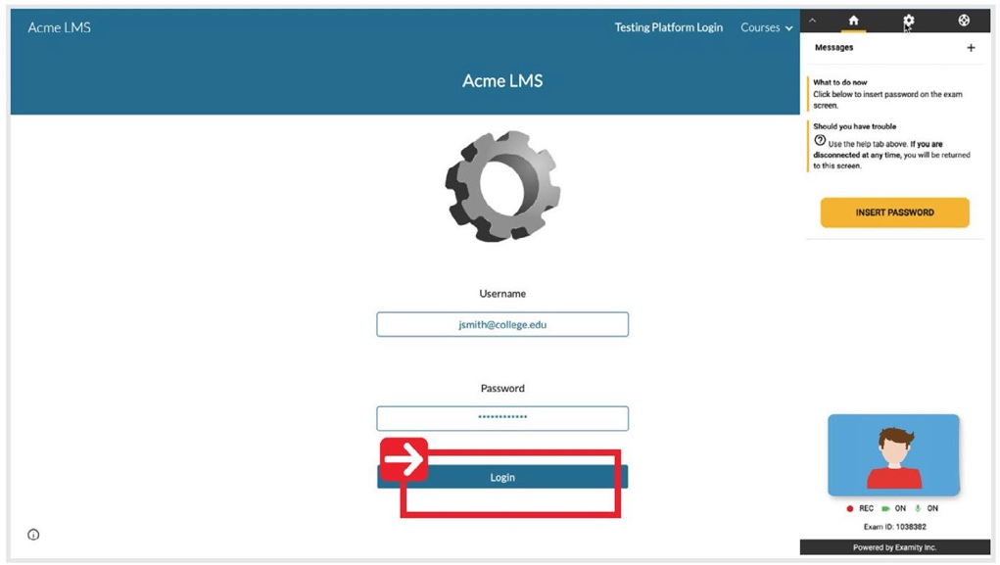 Acme LMS
Testing Platform Login
Courses
Acme LMS
Username
jsmith@college.edu
Password
••••••••••••
Login
Messages
+
What to do now
Click below to insert password on the exam
screen.
Should you have trouble
Use the help tab above. If you are
disconnected at any time, you will be returned
to this screen.
INSERT PASSWORD
REC ON ON
Exam ID: 1038382
Powered by Examity Inc.